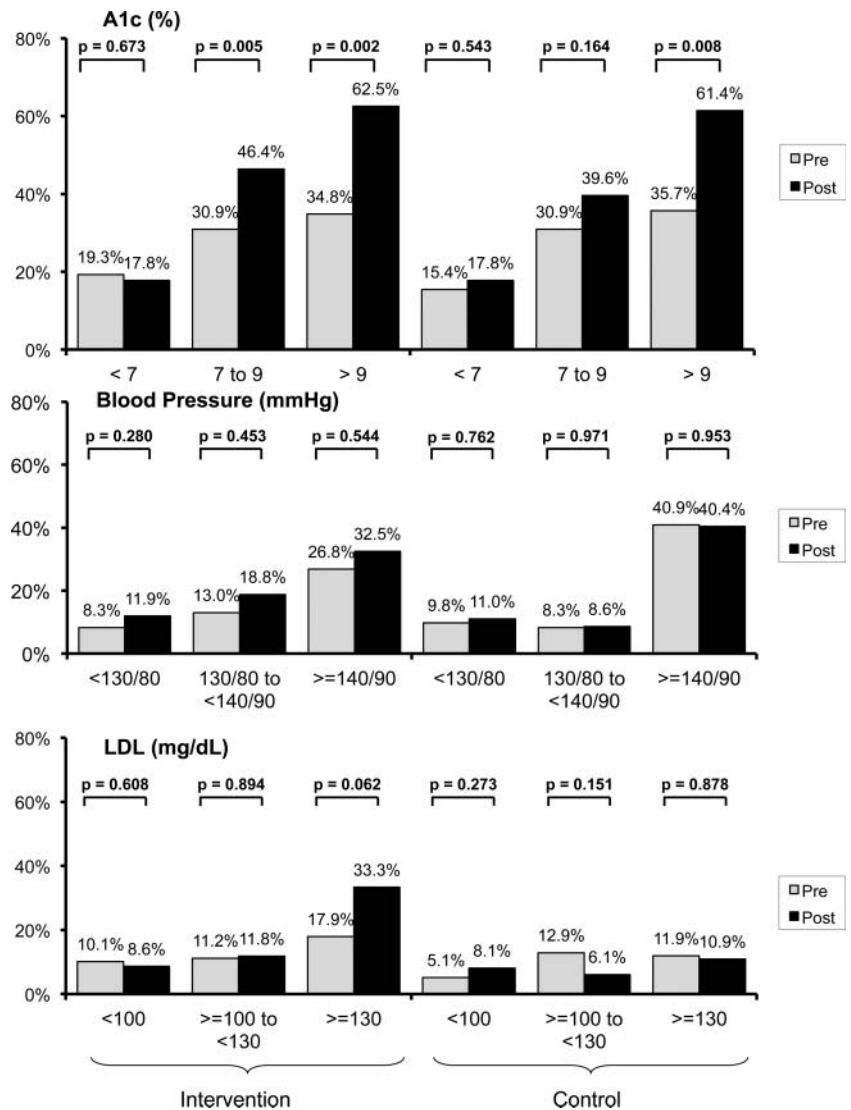 A1c (%)
80%
p = 0.673 p = 0.005 p = 0.002 p = 0.543 p = 0.164 p = 0.008
62.5% 61.4%
60%
46.4%
39.6%
40%
34.8% 35.7%
30.9% 30.9%
20%
19.3% 17.8% 15.4% 17.8%
0%
< 7 7 to 9 > 9 < 7 7 to 9 > 9
Pre
Post
80%
Blood Pressure (mmHg)
p = 0.280 p = 0.453 p = 0.544 p = 0.762 p = 0.971 p = 0.953
60%
40%
40.9% 40.4%
32.5%
26.8%
20%
18.8%
8.3% 11.9% 13.0% 9.8% 11.0% 8.3% 8.6%
0%
<130/80 130/80 to >=140/90 <130/80 130/80 to >=140/90
<140/90 <140/90
Pre
Post
80%
LDL (mg/dL)
p = 0.608 p = 0.894 p = 0.062 p = 0.273 p = 0.151 p = 0.878
60%
40%
33.3%
20%
17.9%
10.1% 8.6% 11.2% 11.8% 5.1% 8.1% 12.9% 6.1% 11.9% 10.9%
0%
<100 >=100 to >=130 <100 >=100 to >=130
<130 <130
Pre
Post
Intervention Control